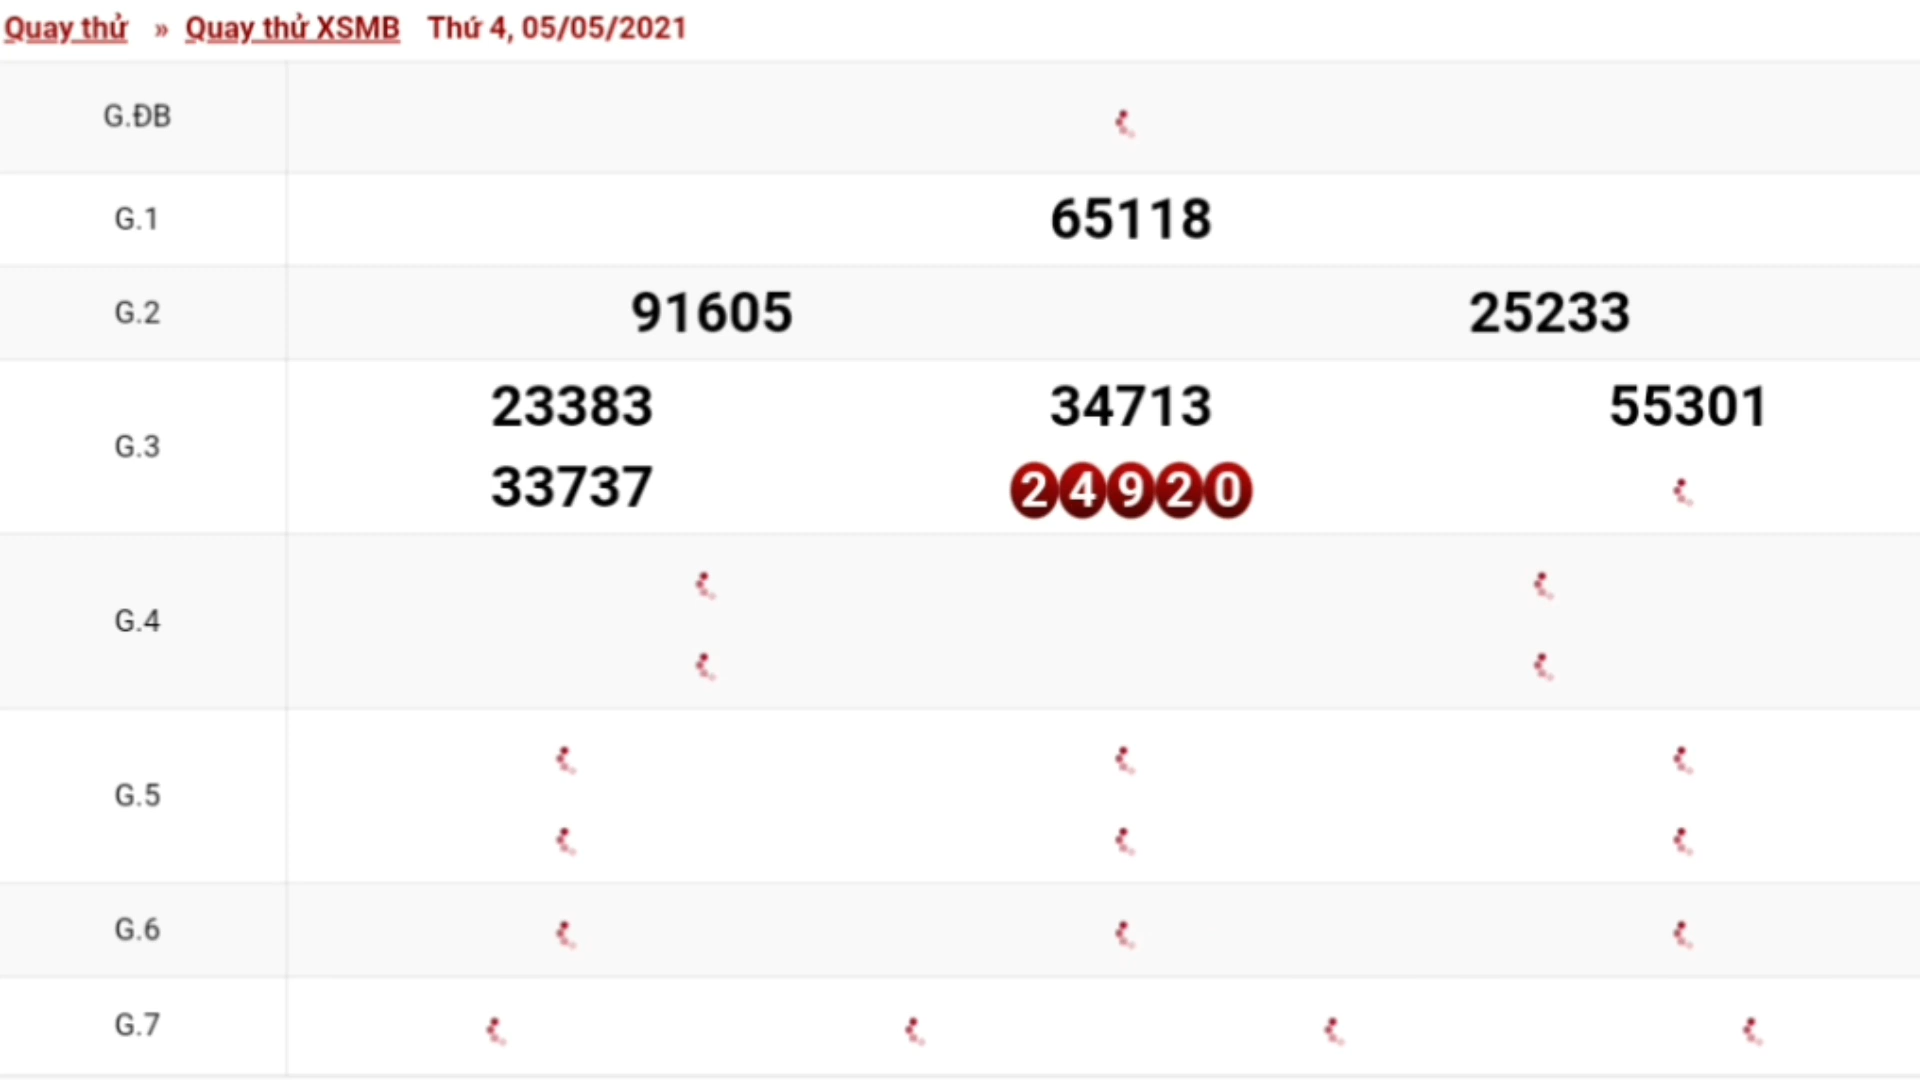 Quay thử » Quay thử XSMB Thứ 4, 05/05/2021
G.ĐB
G.1 65118
G.2 91605 25233
G.3 23383 34713 55301
33737 24920
G.4
G.5
G.6
G.7